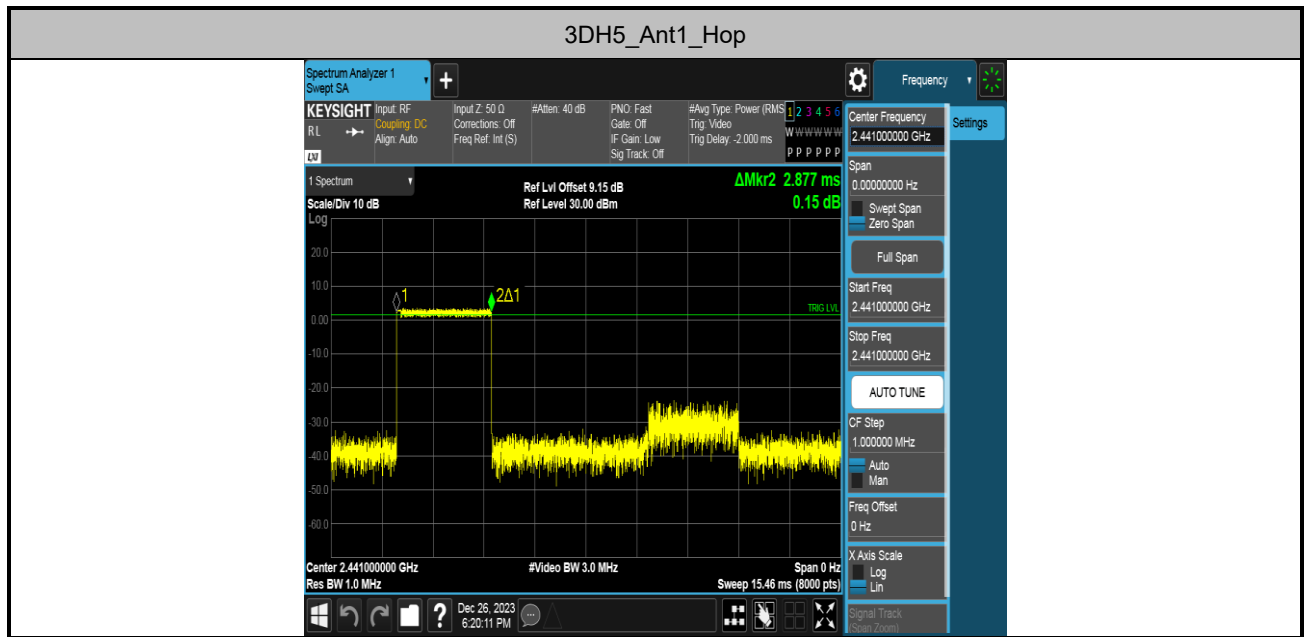 3DH5_Ant1_Hop
Spectrum Analyzer 1
Swept SA
Frequency
KEYSIGHT
RL
LXI
Input: RF
Coupling: DC
Align: Auto
Input Z: 50 Ω
Corrections: Off
Freq Ref: Int (S)
#Atten: 40 dB
PNO: Fast
Gate: Off
IF Gain: Low
Sig Track: Off
#Avg Type: Power (RMS
Trig: Video
Trig Delay: -2.000 ms
1 2 3 4 5 6
W W W W W W
P P P P P P
1 Spectrum
Scale/Div 10 dB
Log
Ref Lvl Offset 9.15 dB
Ref Level 30.00 dBm
ΔMkr2 2.877 ms
0.15 dB
20.0
10.0
0.00
-10.0
-20.0
-30.0
-40.0
-50.0
-60.0
1
2Δ1
TRIG LVL
Center 2.441000000 GHz
Res BW 1.0 MHz
#Video BW 3.0 MHz
Span 0 Hz
Sweep 15.46 ms (8000 pts)
Dec 26, 2023
6:20:11 PM
Center Frequency
2.441000000 GHz
Settings
Span
0.00000000 Hz
Swept Span
Zero Span
Full Span
Start Freq
2.441000000 GHz
Stop Freq
2.441000000 GHz
AUTO TUNE
CF Step
1.000000 MHz
Auto
Man
Freq Offset
0 Hz
X Axis Scale
Log
Lin
Signal Track
(Span Zoom)